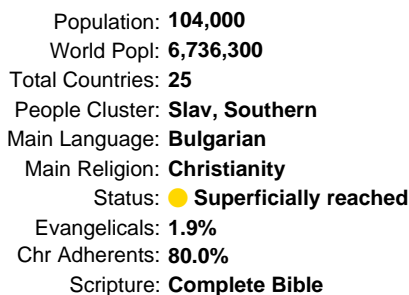 Population: 104,000
World Popl: 6,736,300
Total Countries: 25
People Cluster: Slav, Southern
Main Language: Bulgarian
Main Religion: Christianity
Status: Superficially reached
Evangelicals: 1.9%
Chr Adherents: 80.0%
Scripture: Complete Bible